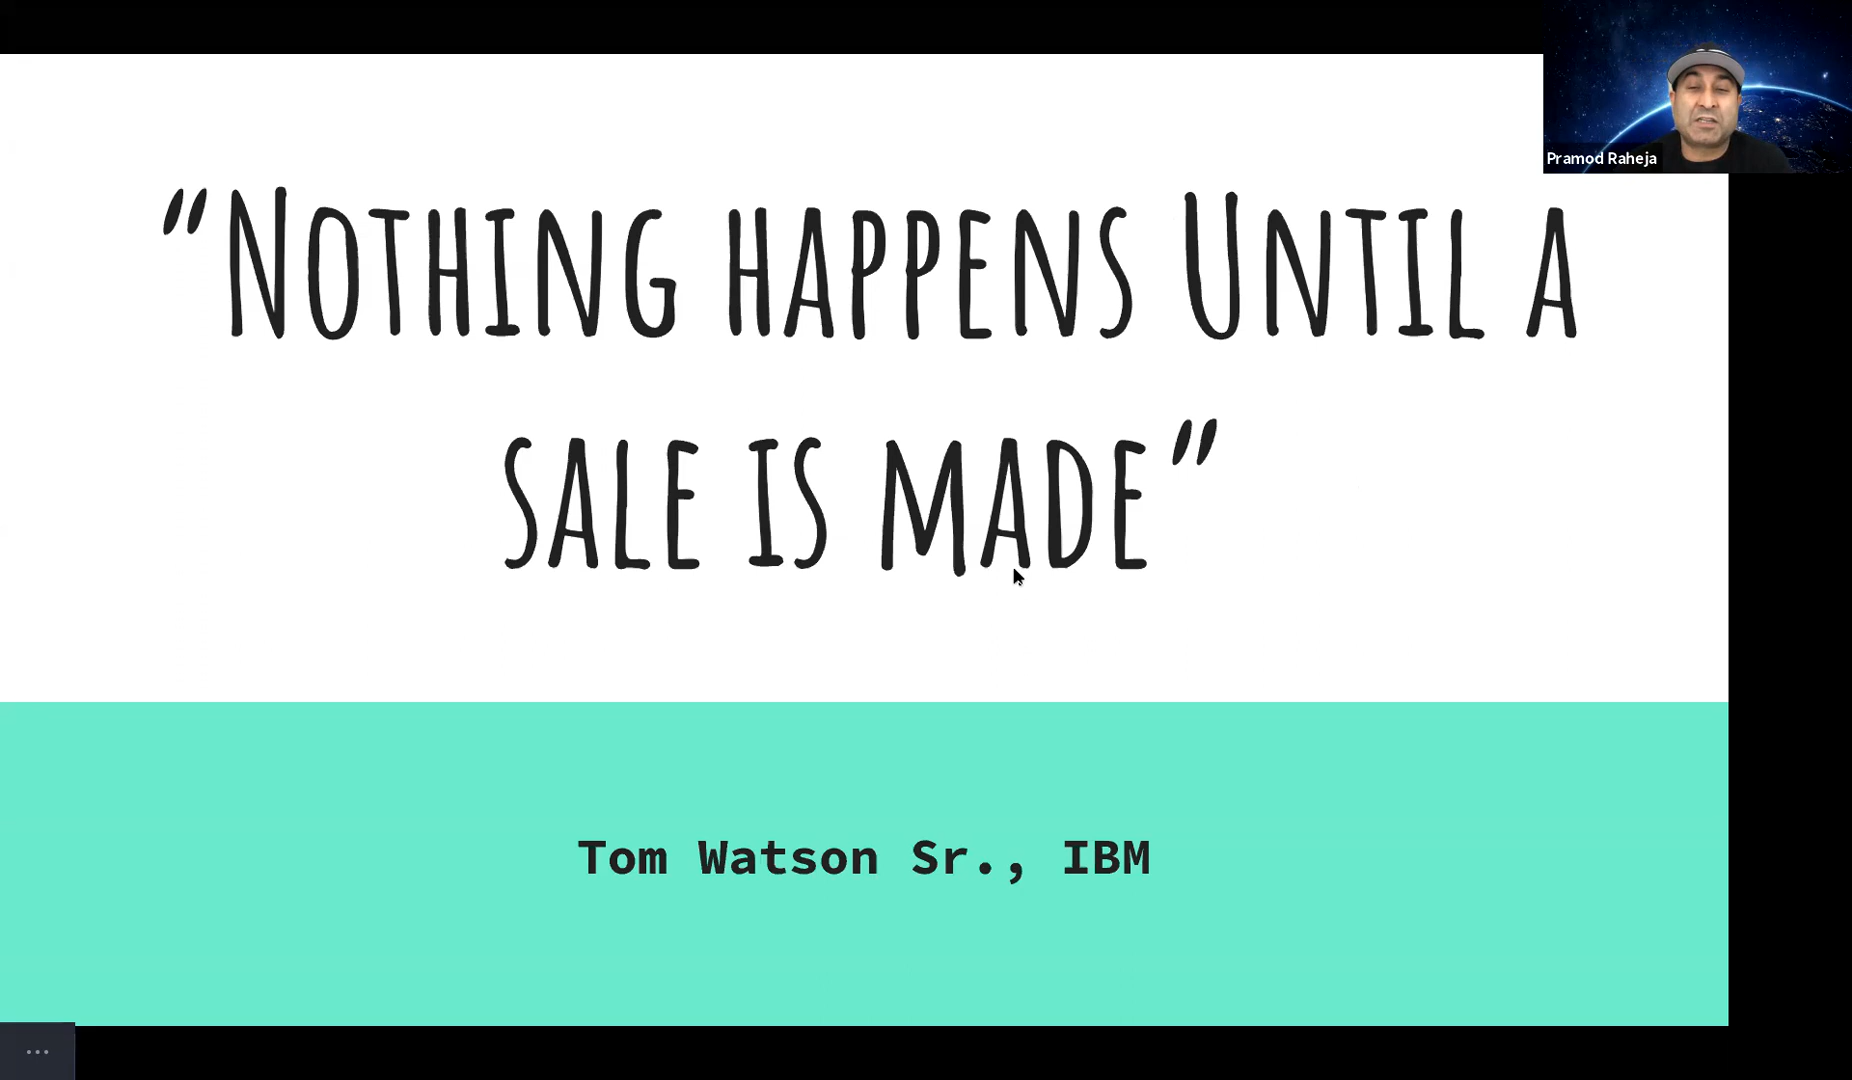 “Nothing happens Until a
sale is made”
Tom Watson Sr., IBM
Pramod Raheja